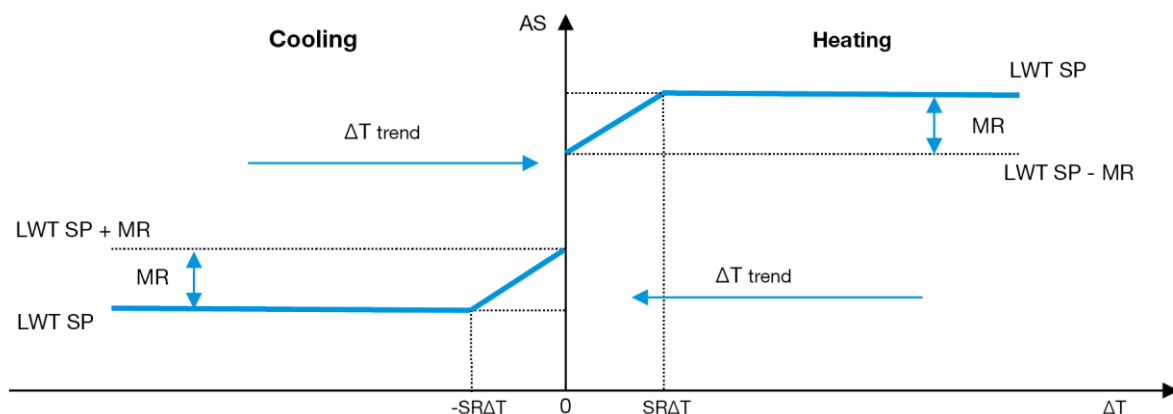 AS
Cooling
Heating
LWT SP
ΔT trend
MR
LWT SP - MR
LWT SP + MR
MR
ΔT trend
LWT SP
-SRΔT
0
SRΔT
ΔT